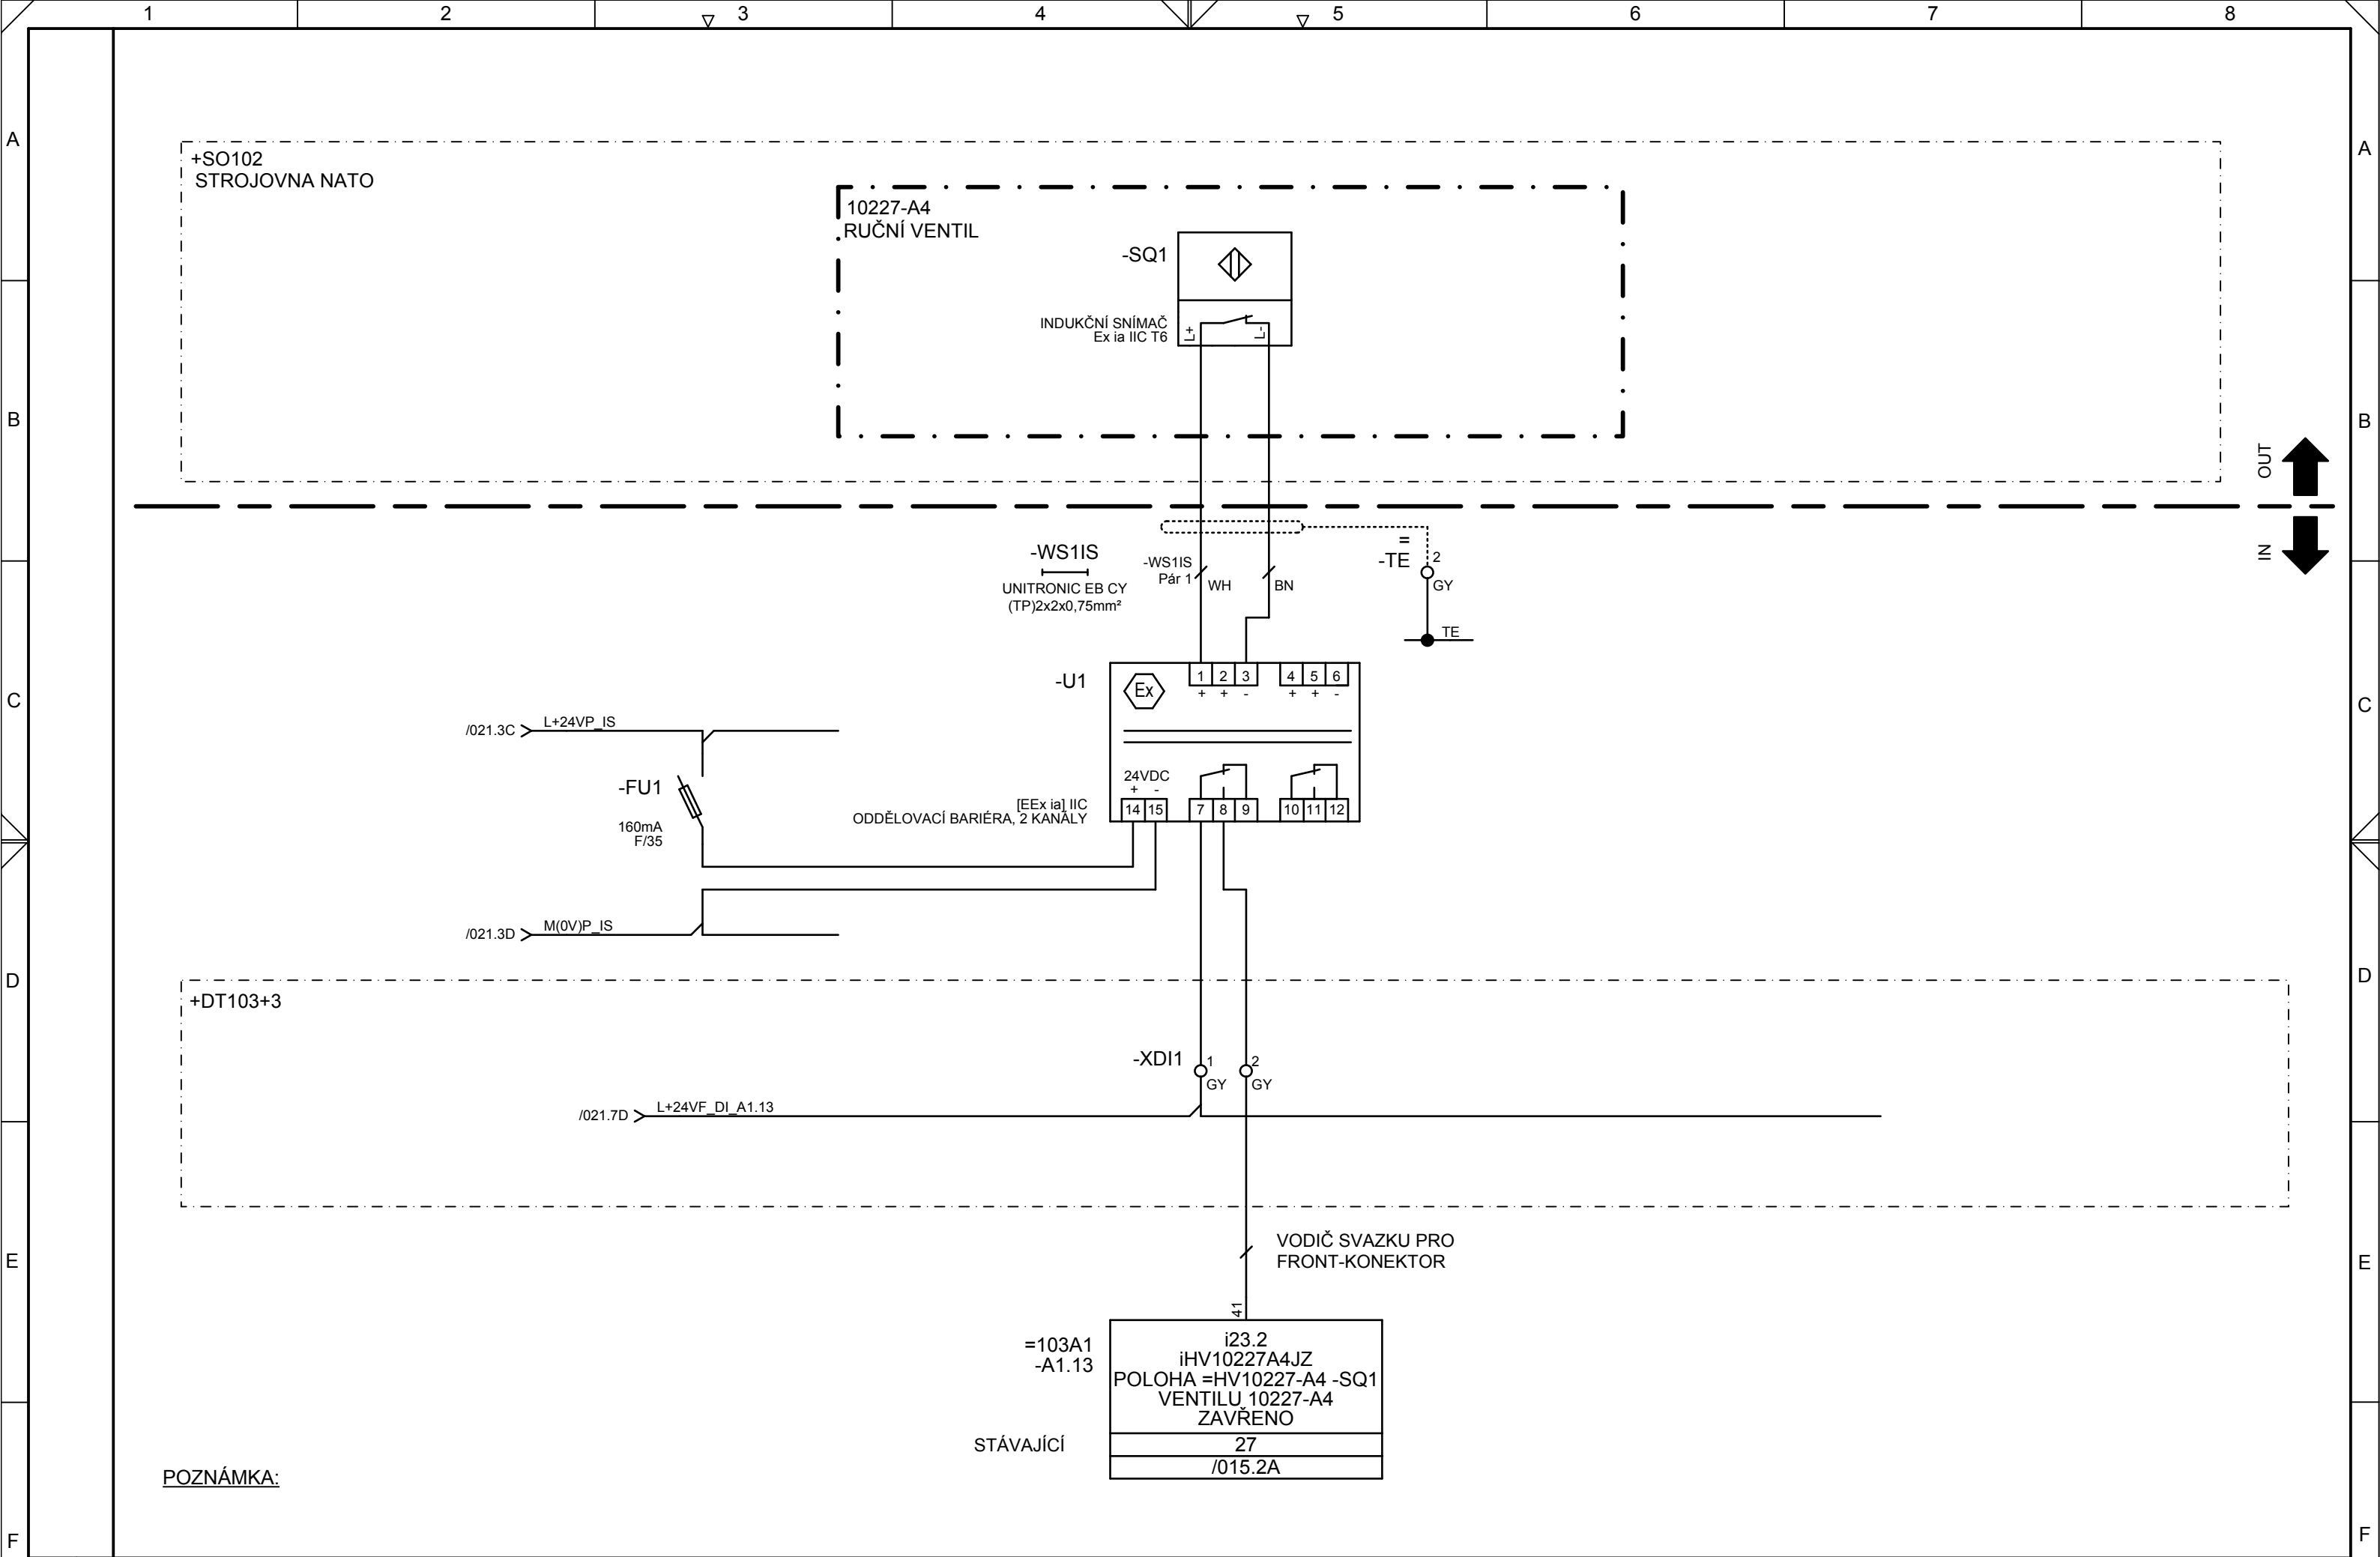 1 2 3 4 5 6 7 8
A A
+SO102
STROJOVNA NATO
10227-A4
RUČNÍ VENTIL
-SQ1
INDUKČNÍ SNÍMAČ
Ex ia IIC T6
L+ L-
B B
OUT
IN
-WS1IS
UNITRONIC EB CY
(TP)2x2x0,75mm²
-WS1IS
Pár 1
WH BN
=
-TE
2
GY
TE
-U1
Ex
1 2 3 4 5 6
+ + - + + -
C C
/021.3C L+24VP_IS
-FU1
160mA
F/35
24VDC
+ -
[EEx ia] IIC
ODDĚLOVACÍ BARIÉRA, 2 KANÁLY
14 15 7 8 9 10 11 12
/021.3D M(0V)P_IS
D D
+DT103+3
-XDI1
1 2
GY GY
/021.7D L+24VF_DI_A1.13
E E
VODIČ SVAZKU PRO
FRONT-KONEKTOR
41
=103A1
-A1.13
i23.2
iHV10227A4JZ
POLOHA =HV10227-A4 -SQ1
VENTILU 10227-A4
ZAVŘENO
STÁVAJÍCÍ
27
/015.2A
POZNÁMKA:
F F